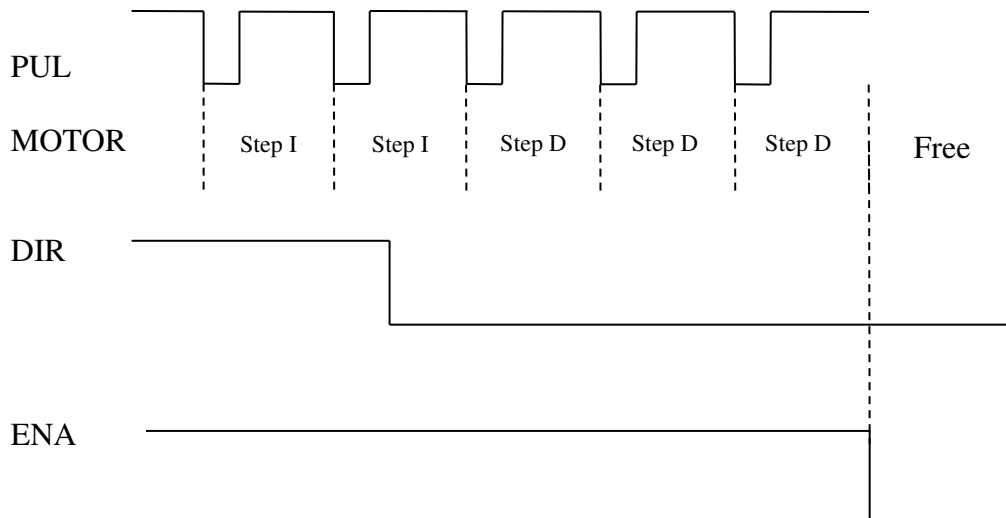 PUL
MOTOR Step I Step I Step D Step D Step D Free
DIR
ENA